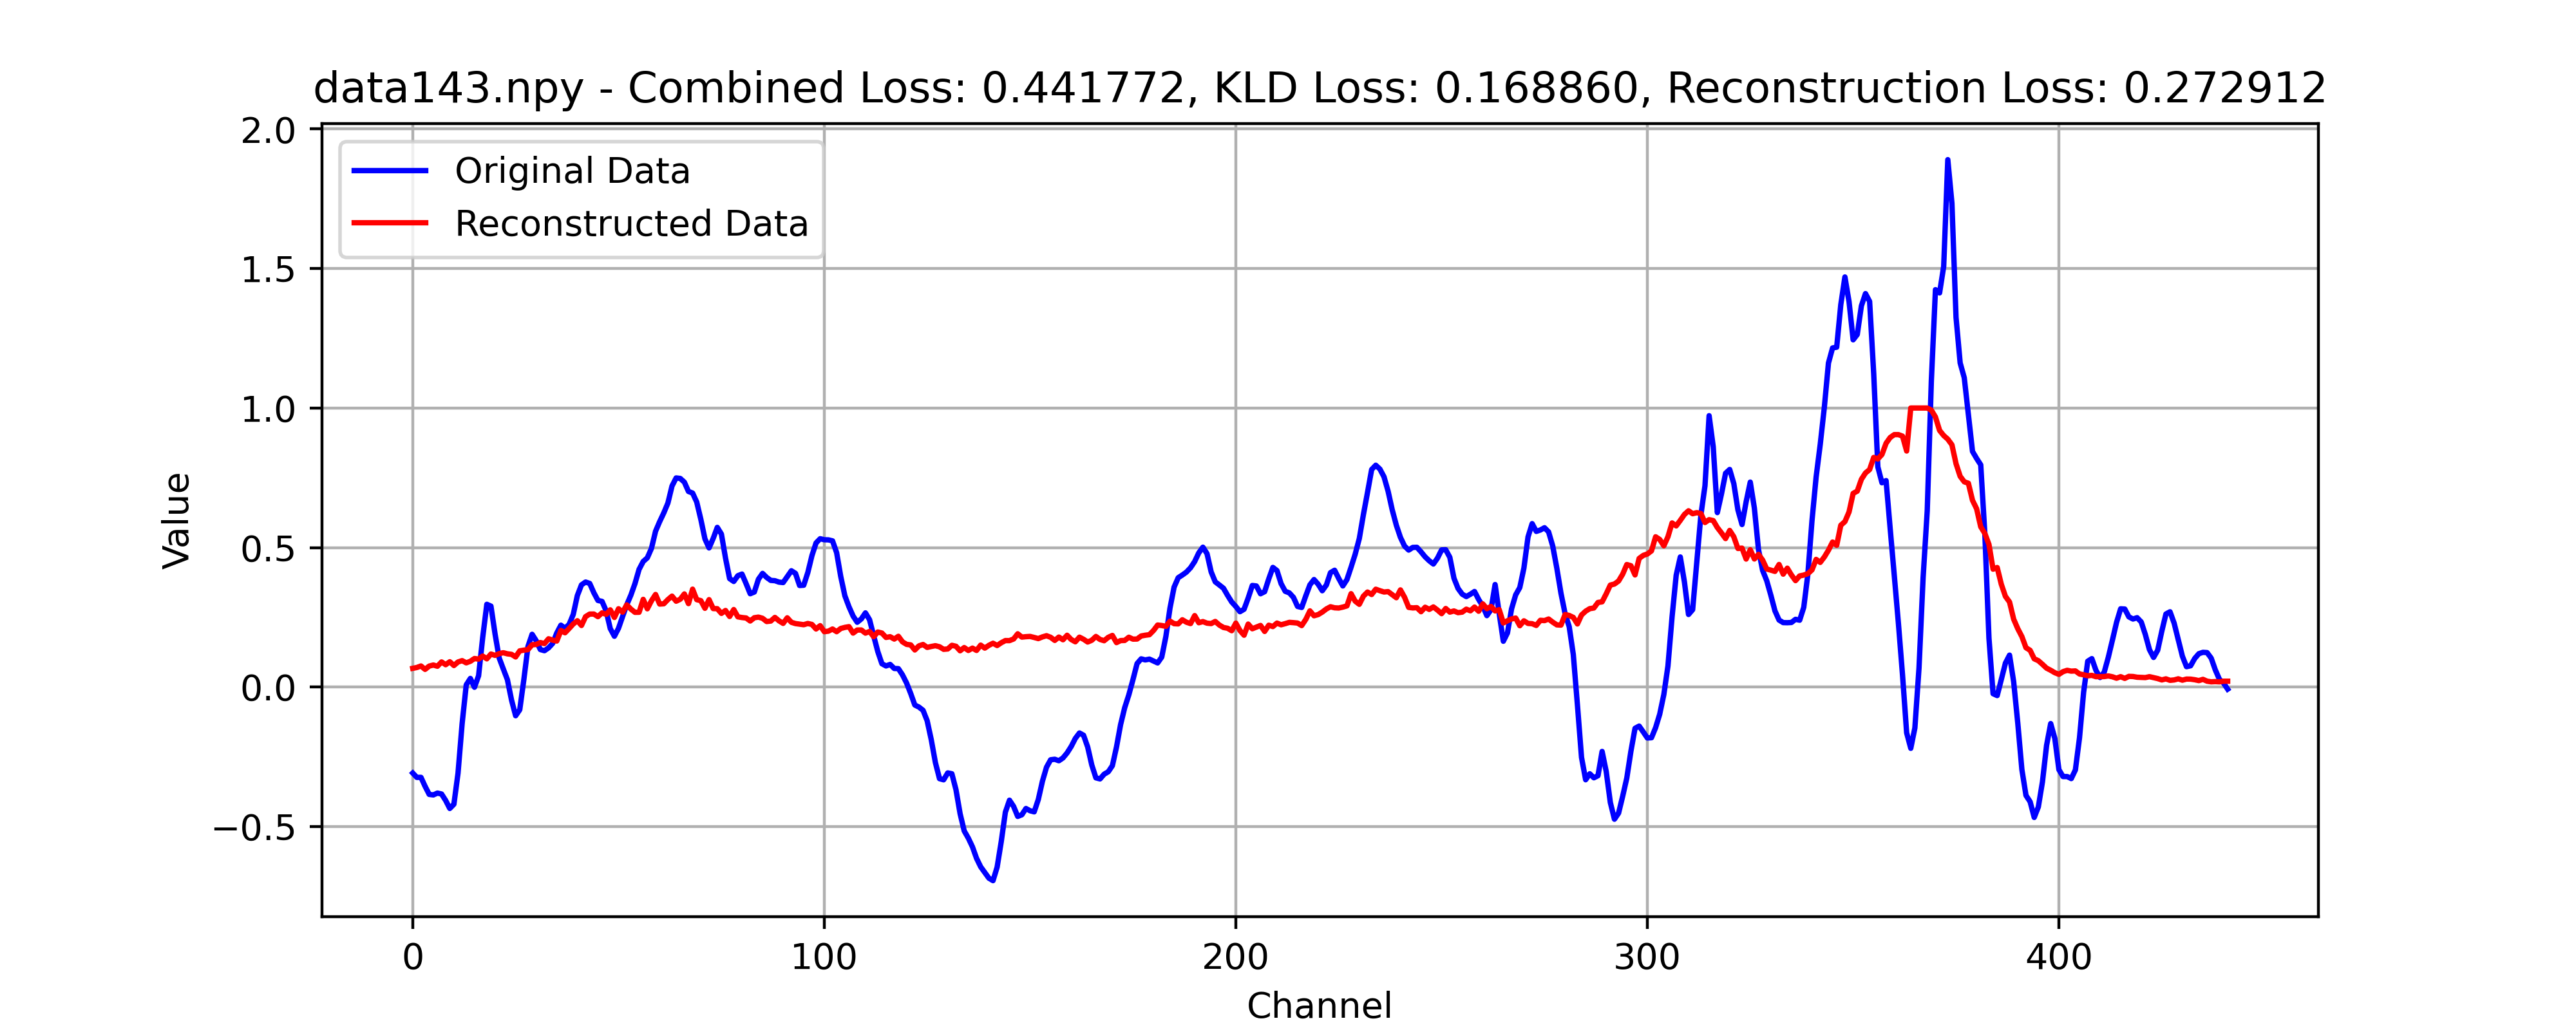 data143.npy - Combined Loss: 0.441772, KLD Loss: 0.168860, Reconstruction Loss: 0.272912
Original Data
Reconstructed Data
Value
2.0
1.5
1.0
0.5
0.0
−0.5
0 100 200 300 400
Channel